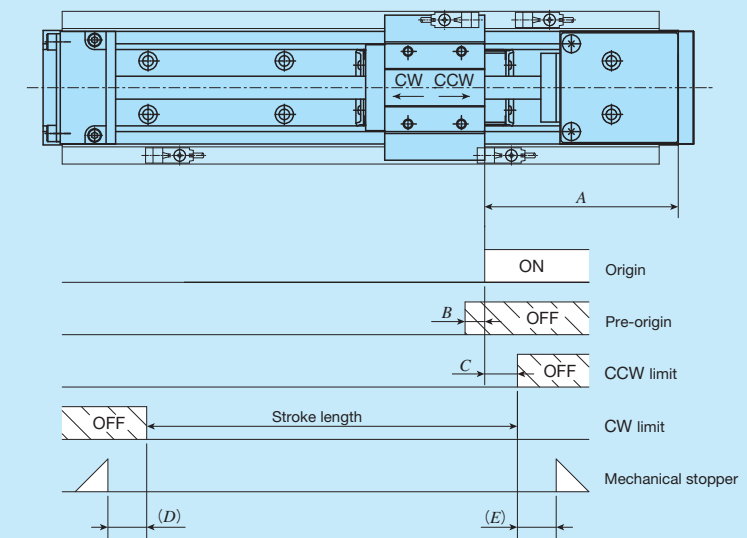 CW CCW
A
ON Origin
B OFF Pre-origin
C OFF CCW limit
OFF Stroke length CW limit
Mechanical stopper
(D) (E)